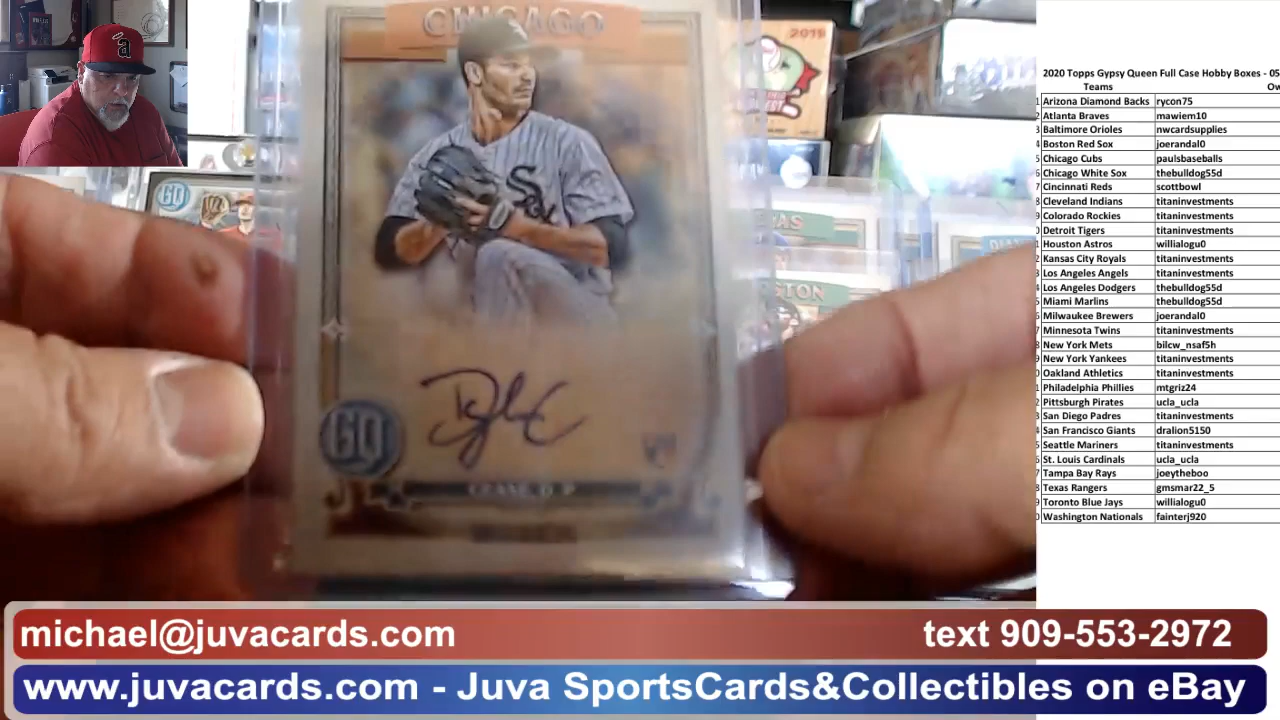 CHICAGO
Sox
GQ
RC
2019
GQ
2020 Topps Gypsy Queen Full Case Hobby Boxes - 05
Teams Ow
Arizona Diamond Backs rycon75
Atlanta Braves mawiem10
Baltimore Orioles nwcardsupplies
Boston Red Sox joerandal0
Chicago Cubs paulsbaseballs
Chicago White Sox thebulldog55d
Cincinnati Reds scottbowl
Cleveland Indians titaninvestments
Colorado Rockies titaninvestments
Detroit Tigers titaninvestments
Houston Astros willialogu0
Kansas City Royals titaninvestments
Los Angeles Angels titaninvestments
Los Angeles Dodgers thebulldog55d
Miami Marlins thebulldog55d
Milwaukee Brewers joerandal0
Minnesota Twins titaninvestments
New York Mets bilcw_nsaf5h
New York Yankees titaninvestments
Oakland Athletics titaninvestments
Philadelphia Phillies mtgriz24
Pittsburgh Pirates ucla_ucla
San Diego Padres titaninvestments
San Francisco Giants dralion5150
Seattle Mariners titaninvestments
St. Louis Cardinals ucla_ucla
Tampa Bay Rays joeytheboo
Texas Rangers gmsmar22_5
Toronto Blue Jays willialogu0
Washington Nationals fainterj920
michael@juvacards.com text 909-553-2972
www.juvacards.com - Juva SportsCards&Collectibles on eBay